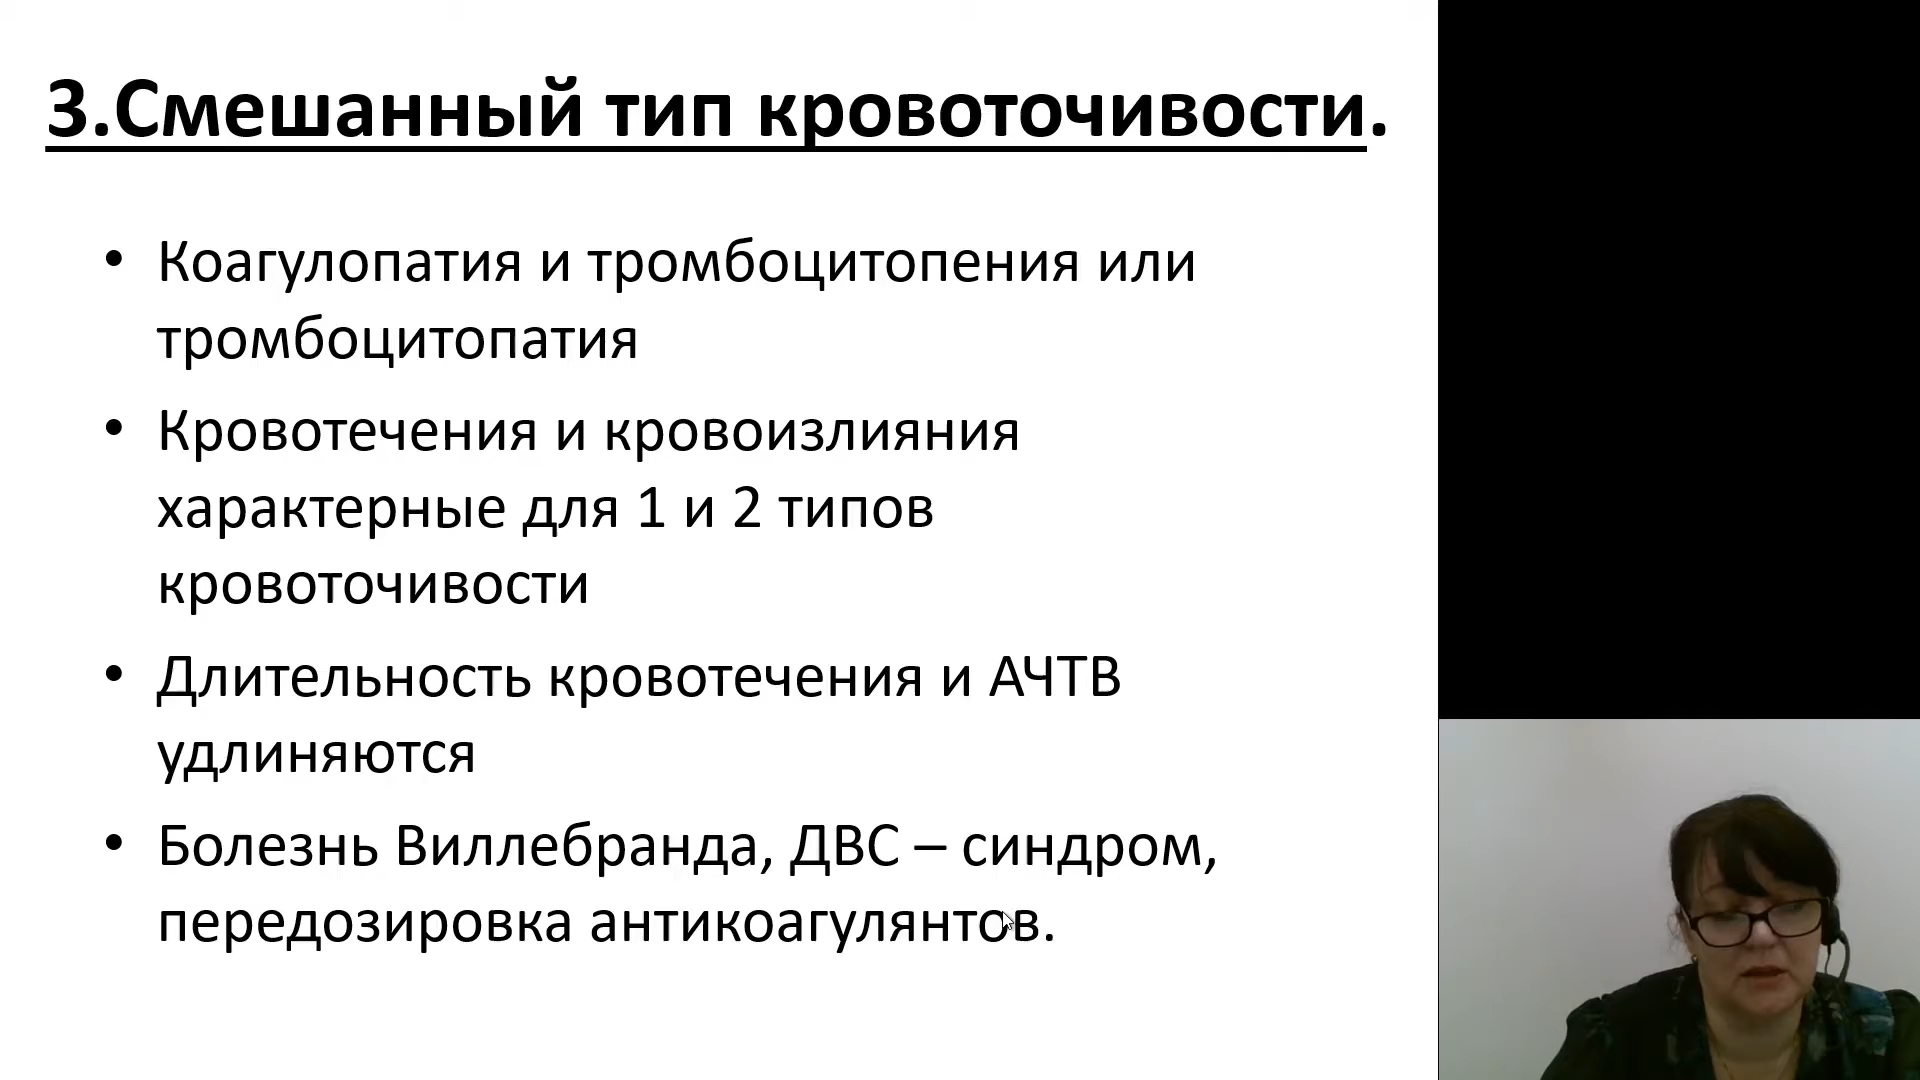 3.Смешанный тип кровоточивости.
• Коагулопатия и тромбоцитопения или
тромбоцитопатия
• Кровотечения и кровоизлияния
характерные для 1 и 2 типов
кровоточивости
• Длительность кровотечения и АЧТВ
удлиняются
• Болезнь Виллебранда, ДВС – синдром,
передозировка антикоагулянтов.